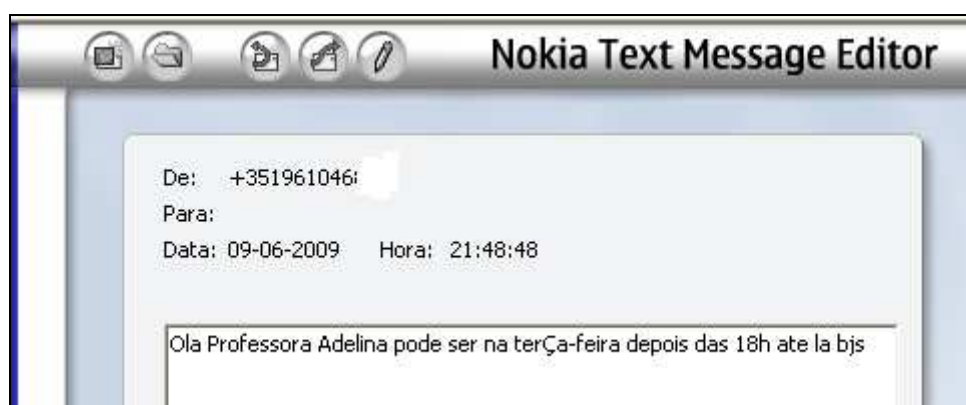 Nokia Text Message Editor
De: +351961046
Para:
Data: 09-06-2009 Hora: 21:48:48
Ola Professora Adelina pode ser na terÇa-feira depois das 18h ate la bjs